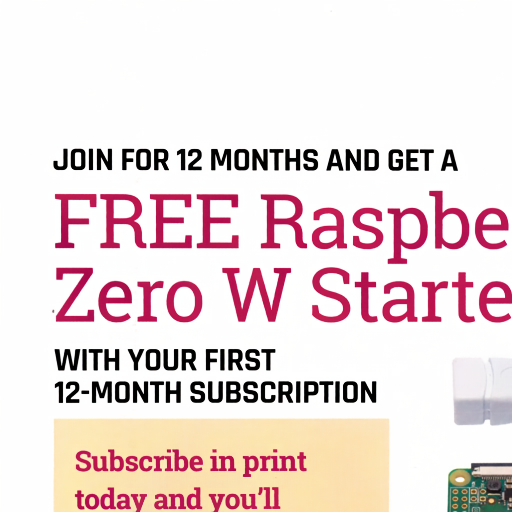 JOIN FOR 12 MONTHS AND GET A
FREE Raspbe
Zero W Starte
WITH YOUR FIRST
12-MONTH SUBSCRIPTION
Subscribe in print
today and you’ll